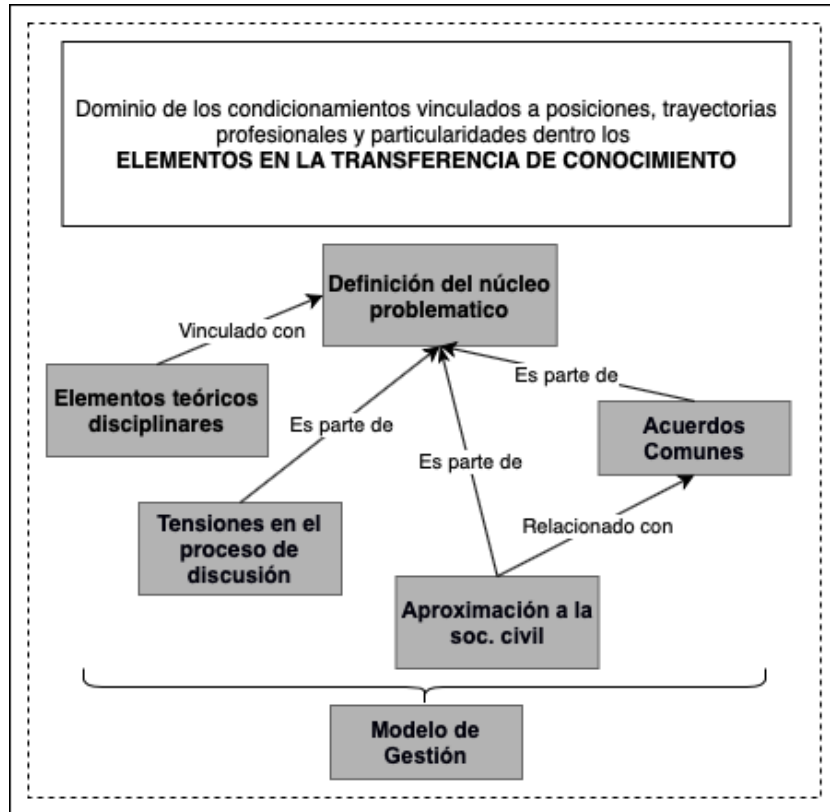 Dominio de los condicionamientos vinculados a posiciones, trayectorias
profesionales y particularidades dentro los
ELEMENTOS EN LA TRANSFERENCIA DE CONOCIMIENTO
Definición del núcleo
problematico
Vinculado con
Elementos teóricos
disciplinares
Es parte de
Es parte de
Es parte de
Acuerdos
Comunes
Tensiones en el
proceso de
discusión
Relacionado con
Aproximación a la
soc. civil
Modelo de
Gestión